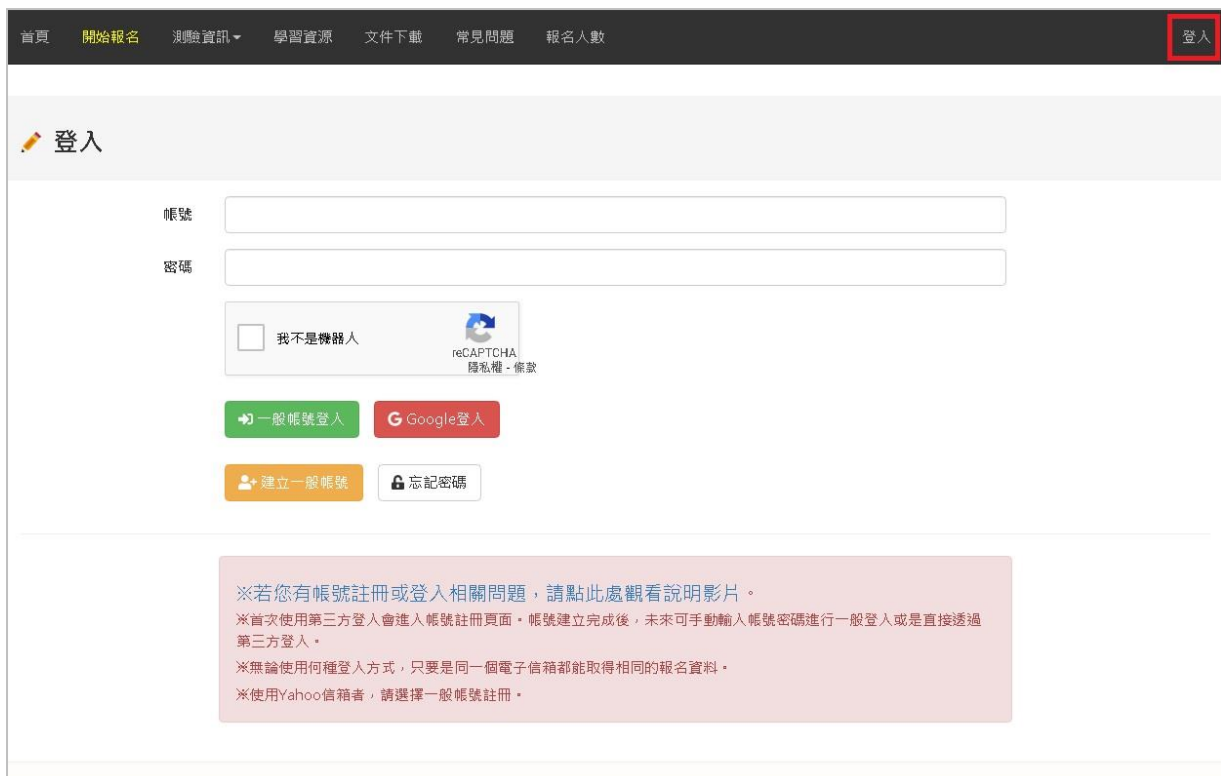 首頁 開始報名 測驗資訊 學習資源 文件下載 常見問題 報名人數 登入
登入
帳號
密碼
我不是機器人
reCAPTCHA
隱私權 - 條款
一般帳號登入 Google登入
建立一般帳號 忘記密碼
※若您有帳號註冊或登入相關問題，請點此處觀看說明影片。
※首次使用第三方登入會進入帳號註冊頁面。帳號建立完成後，未來可手動輸入帳號密碼進行一般登入或是直接透過
第三方登入。
※無論使用何種登入方式，只要是同一個電子信箱都能取得相同的報名資料。
※使用Yahoo信箱者，請選擇一般帳號註冊。